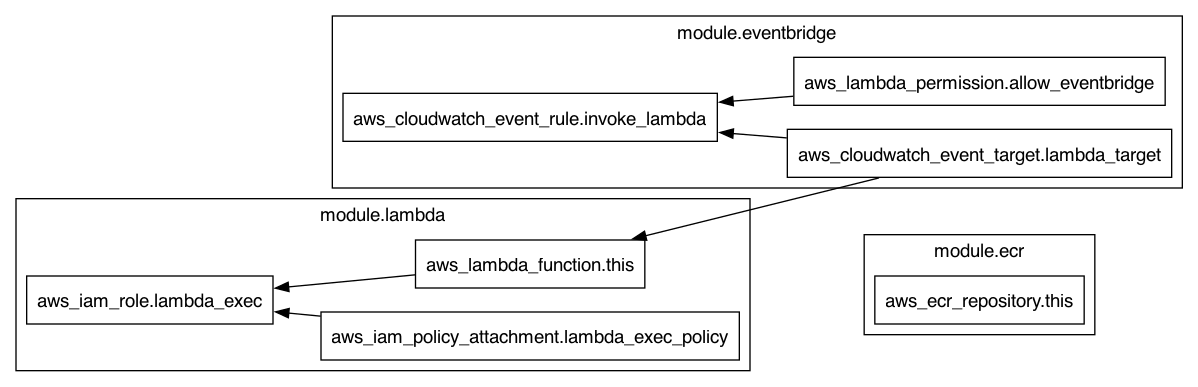 module.eventbridge
aws_lambda_permission.allow_eventbridge
aws_cloudwatch_event_rule.invoke_lambda
aws_cloudwatch_event_target.lambda_target
module.lambda
aws_lambda_function.this
aws_iam_role.lambda_exec
aws_iam_policy_attachment.lambda_exec_policy
module.ecr
aws_ecr_repository.this